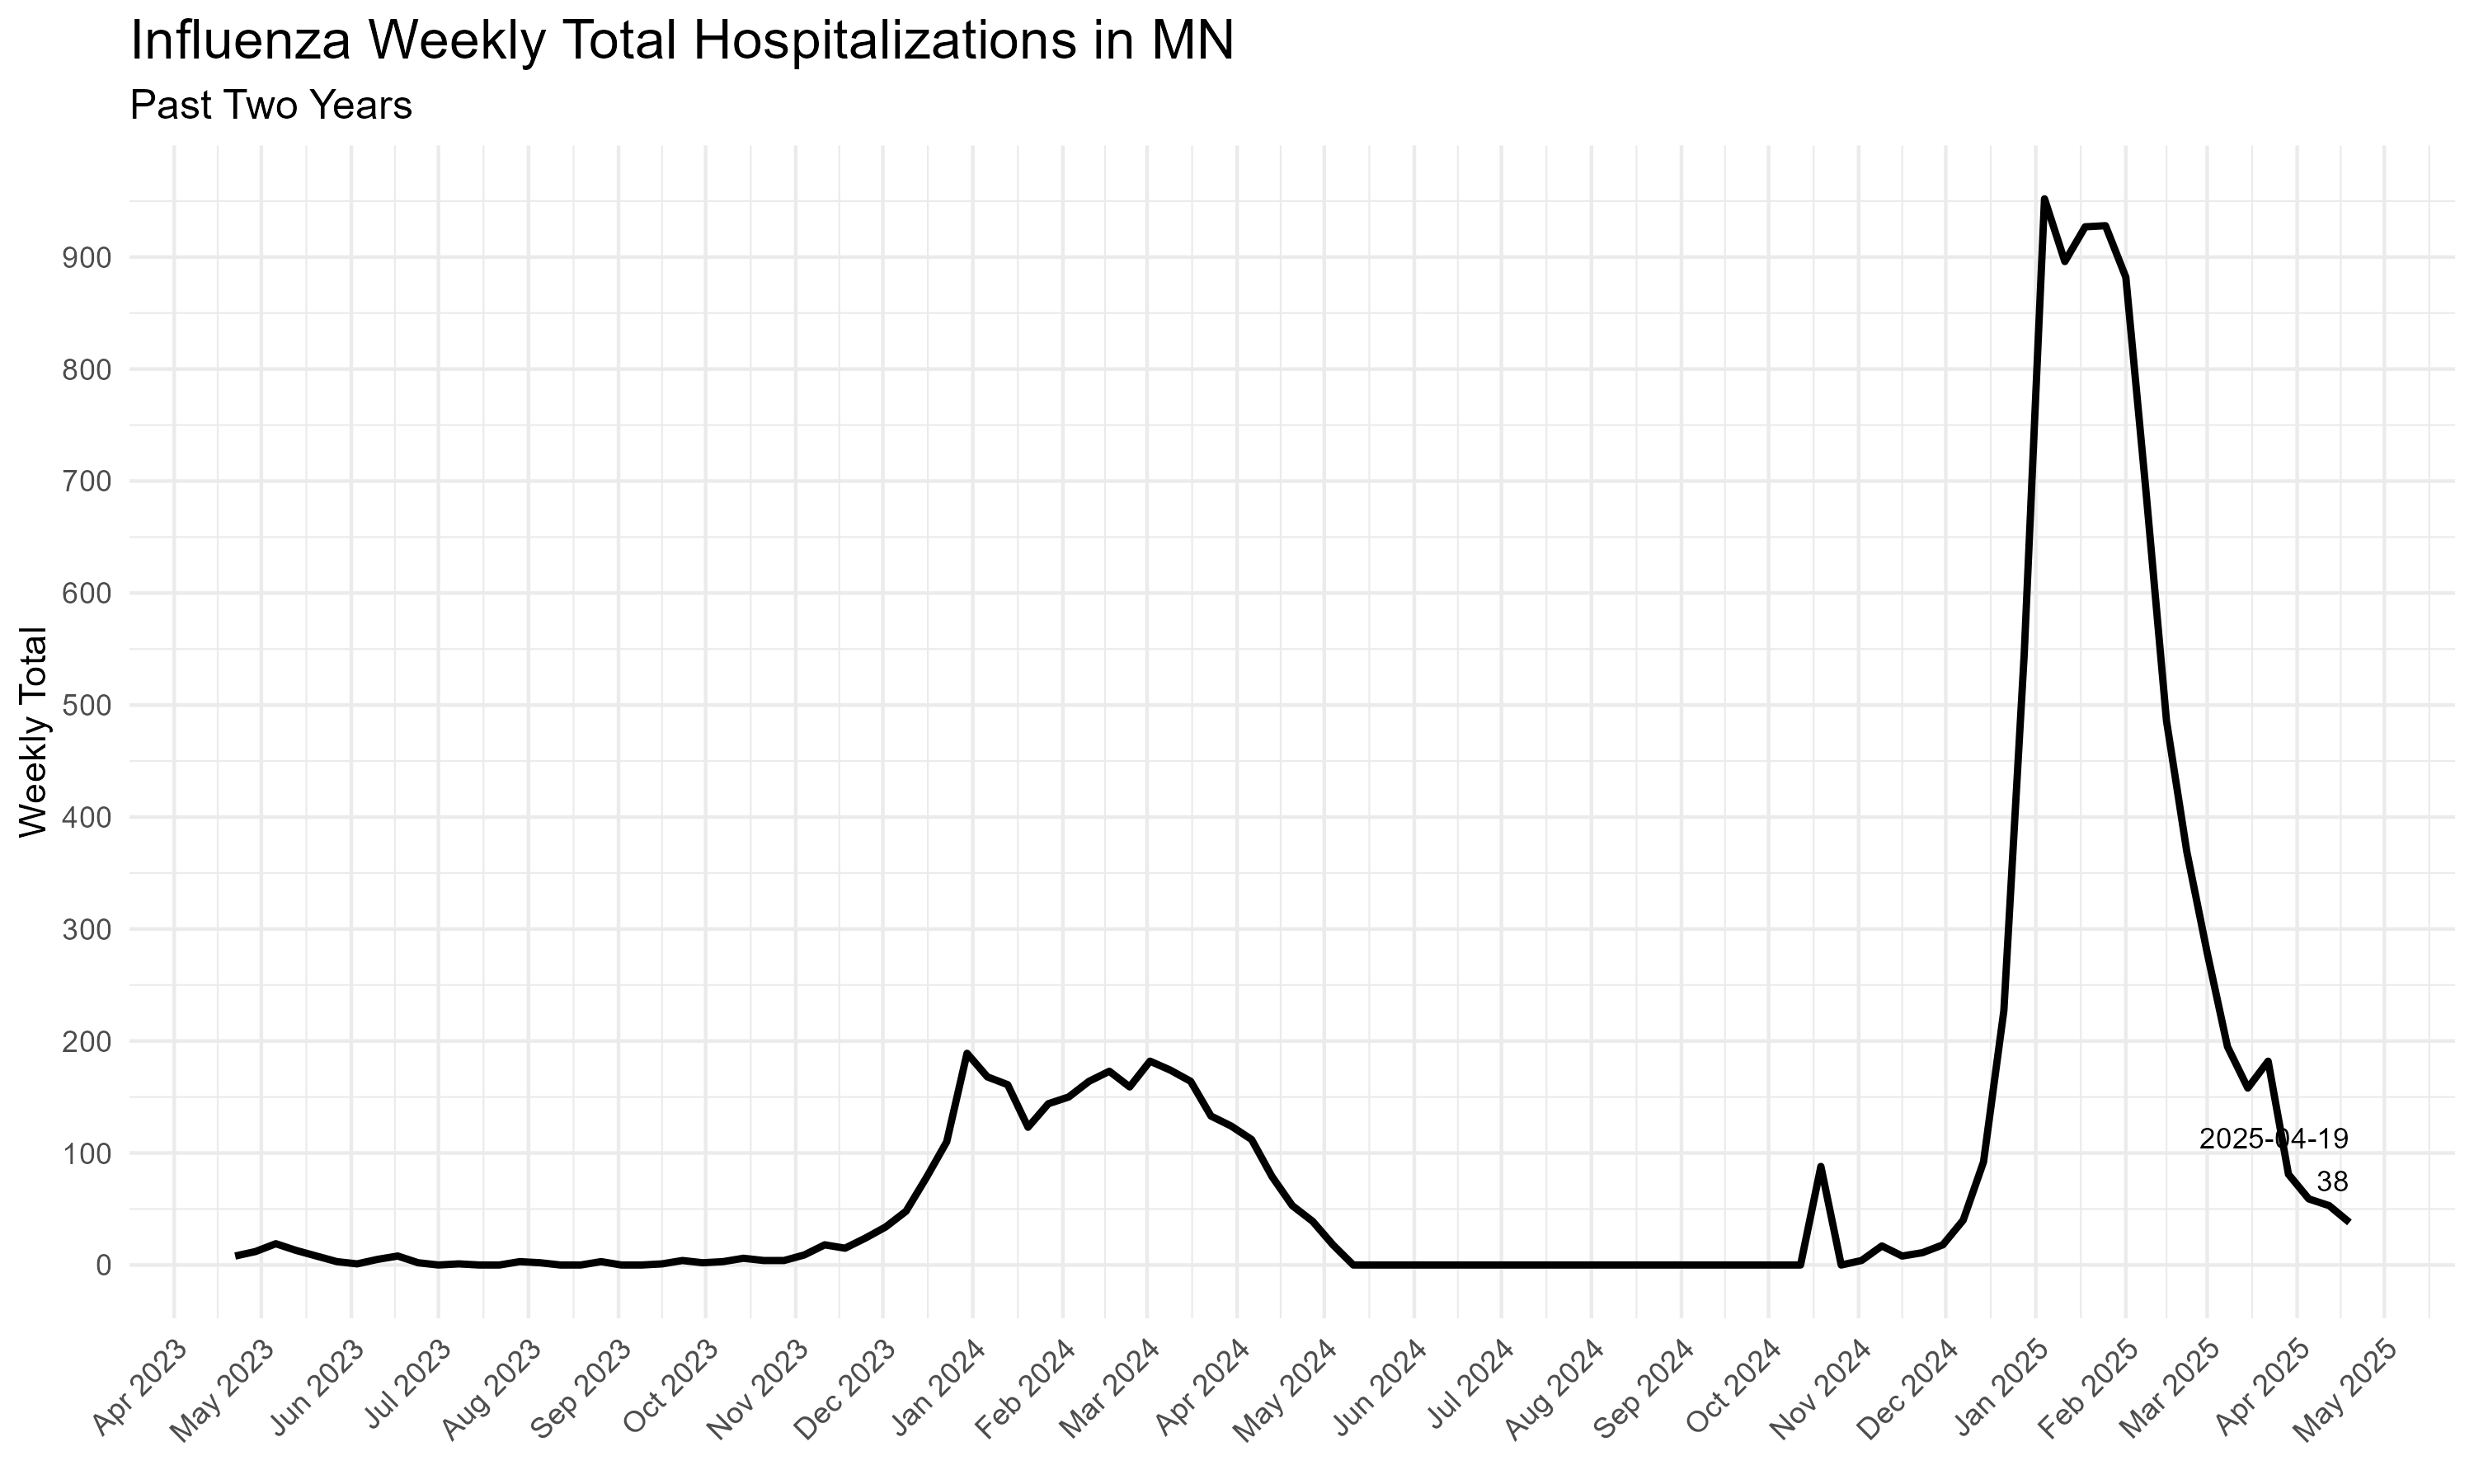 Influenza Weekly Total Hospitalizations in MN
Past Two Years
Weekly Total
900
800
700
600
500
400
300
200
100
0
2025-04-19
38
Apr 2023
May 2023
Jun 2023
Jul 2023
Aug 2023
Sep 2023
Oct 2023
Nov 2023
Dec 2023
Jan 2024
Feb 2024
Mar 2024
Apr 2024
May 2024
Jun 2024
Jul 2024
Aug 2024
Sep 2024
Oct 2024
Nov 2024
Dec 2024
Jan 2025
Feb 2025
Mar 2025
Apr 2025
May 2025